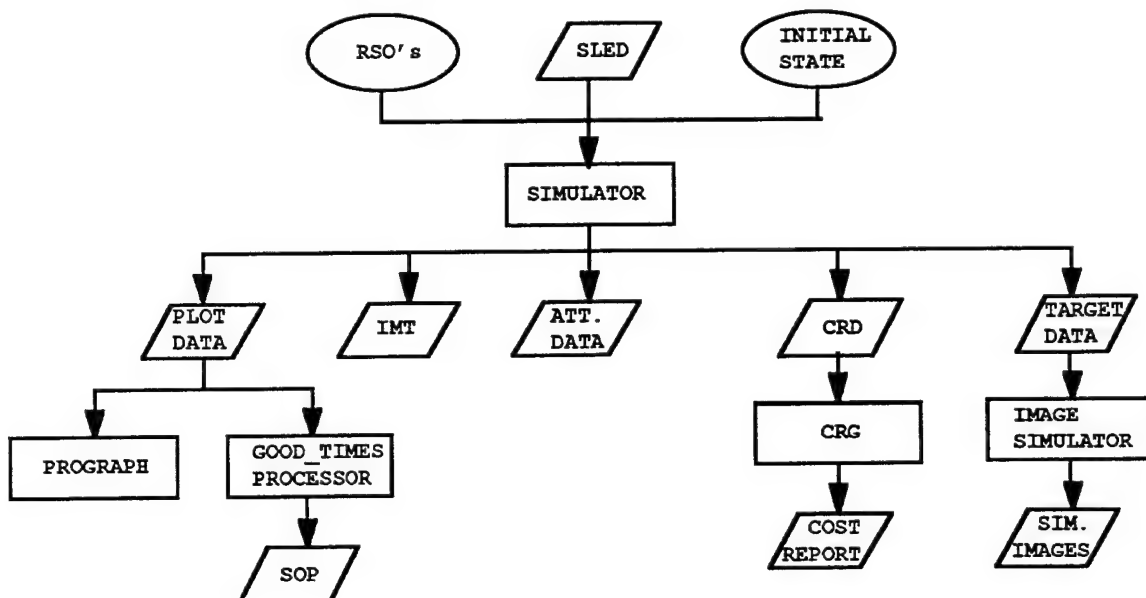 RSO's
SLED
INITIAL
STATE
SIMULATOR
PLOT
DATA
IMT
ATT.
DATA
CRD
TARGET
DATA
PROGRAPH
GOOD_TIMES
PROCESSOR
CRG
IMAGE
SIMULATOR
SOP
COST
REPORT
SIM.
IMAGES